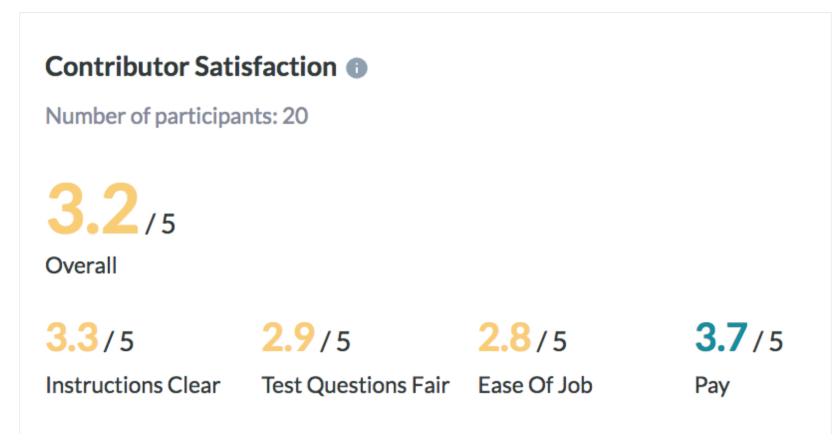 Contributor Satisfaction
Number of participants: 20
3.2 / 5
Overall
3.3 / 5 2.9 / 5 2.8 / 5 3.7 / 5
Instructions Clear Test Questions Fair Ease Of Job Pay